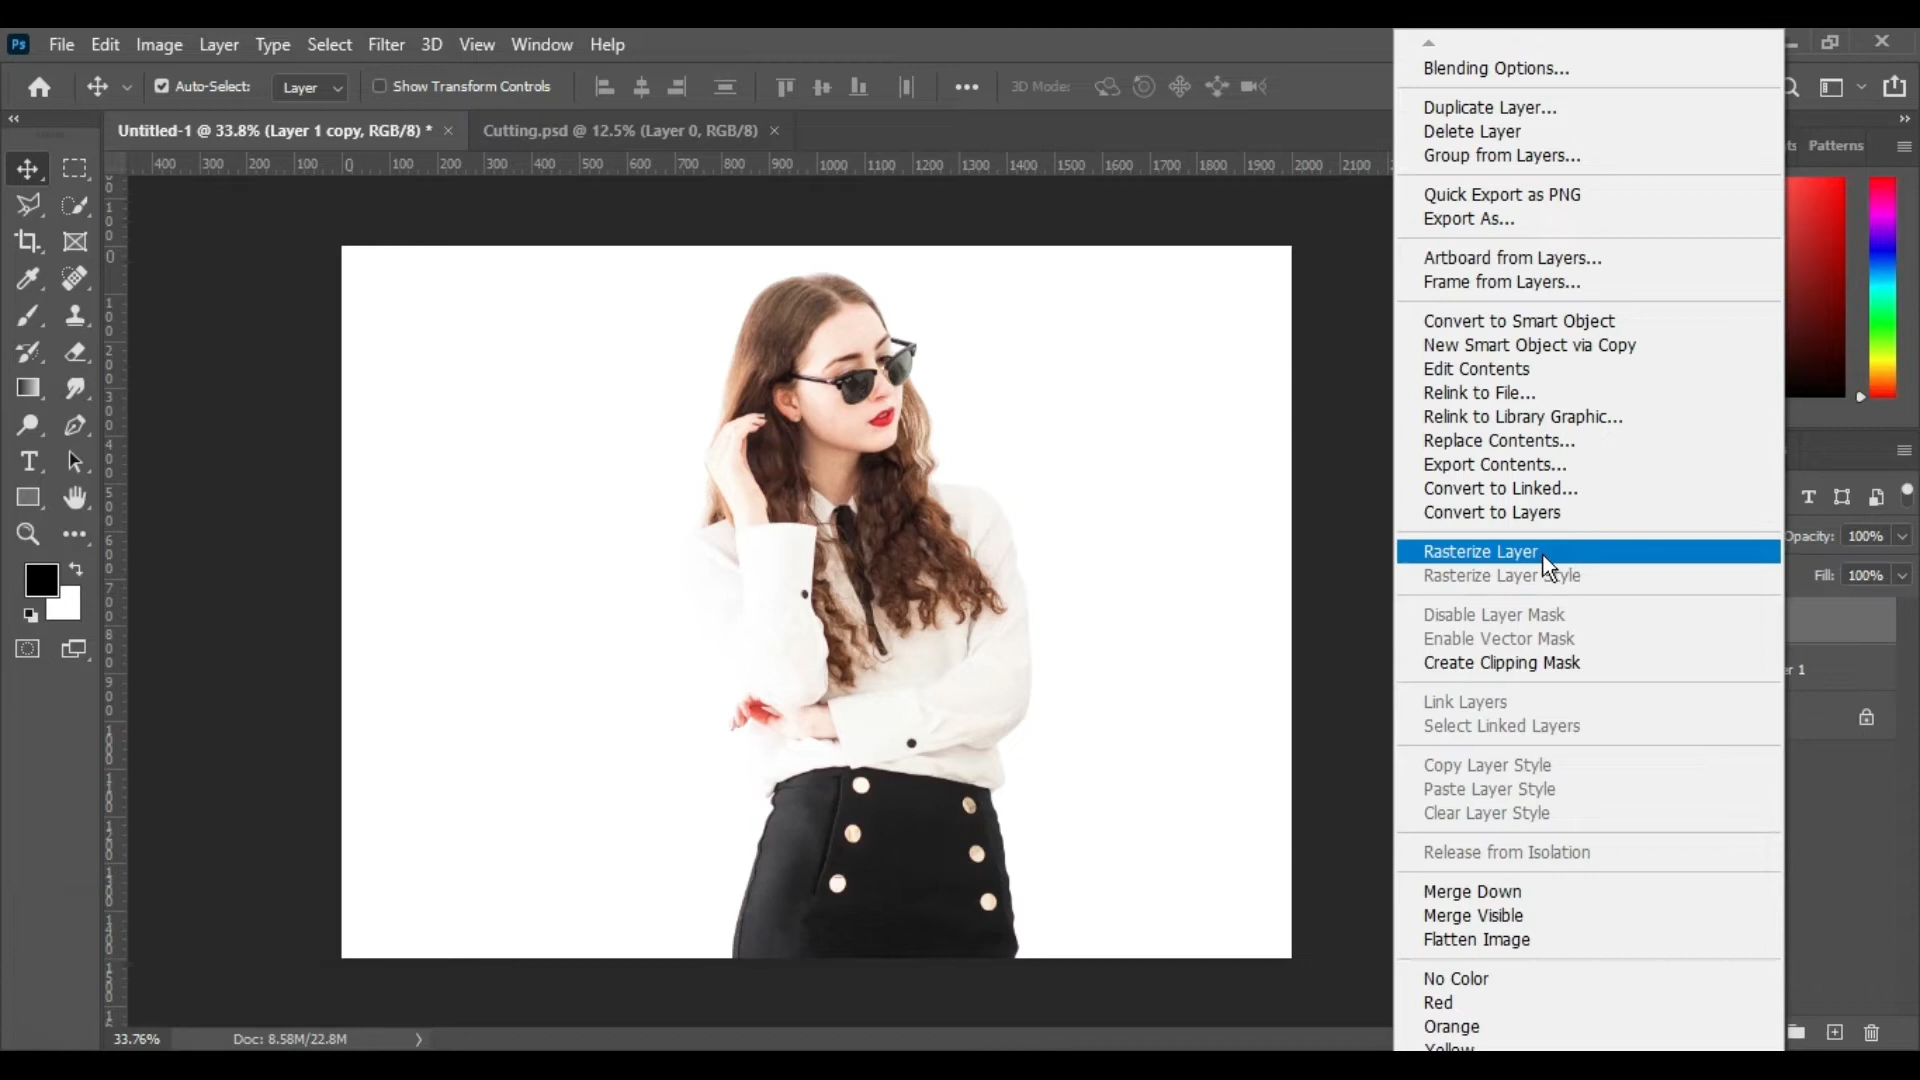 Ps File Edit Image Layer Type Select Filter 3D View Window Help
Auto-Select: Layer Show Transform Controls 3D Mode:
Untitled-1 @ 33.8% (Layer 1 copy, RGB/8) * × Cutting.psd @ 12.5% (Layer 0, RGB/8) ×
400 300 200 100 0 100 200 300 400 500 600 700 800 900 1000 1100 1200 1300 1400 1500 1600 1700 1800 1900 2000 2100
Blending Options...
Duplicate Layer...
Delete Layer
Group from Layers...
Quick Export as PNG
Export As...
Artboard from Layers...
Frame from Layers...
Convert to Smart Object
New Smart Object via Copy
Edit Contents
Relink to File...
Relink to Library Graphic...
Replace Contents...
Export Contents...
Convert to Linked...
Convert to Layers
Rasterize Layer
Rasterize Layer Style
Disable Layer Mask
Enable Vector Mask
Create Clipping Mask
Link Layers
Select Linked Layers
Copy Layer Style
Paste Layer Style
Clear Layer Style
Release from Isolation
Merge Down
Merge Visible
Flatten Image
No Color
Red
Orange
Yellow
Patterns
Opacity: 100%
Fill: 100%
er 1
33.76% Doc: 8.58M/22.8M